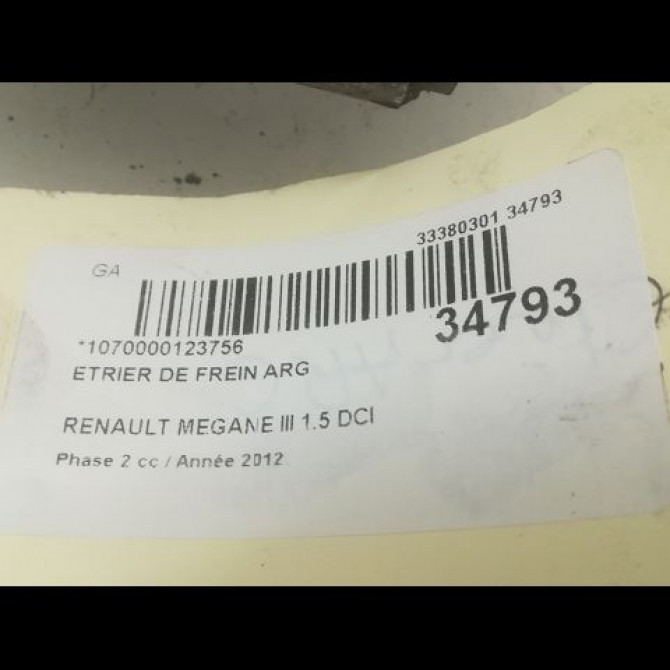 33380301 34793
GA
34793
*1070000123756
ETRIER DE FREIN ARG
RENAULT MEGANE III 1.5 DCI
Phase 2 cc / Année 2012